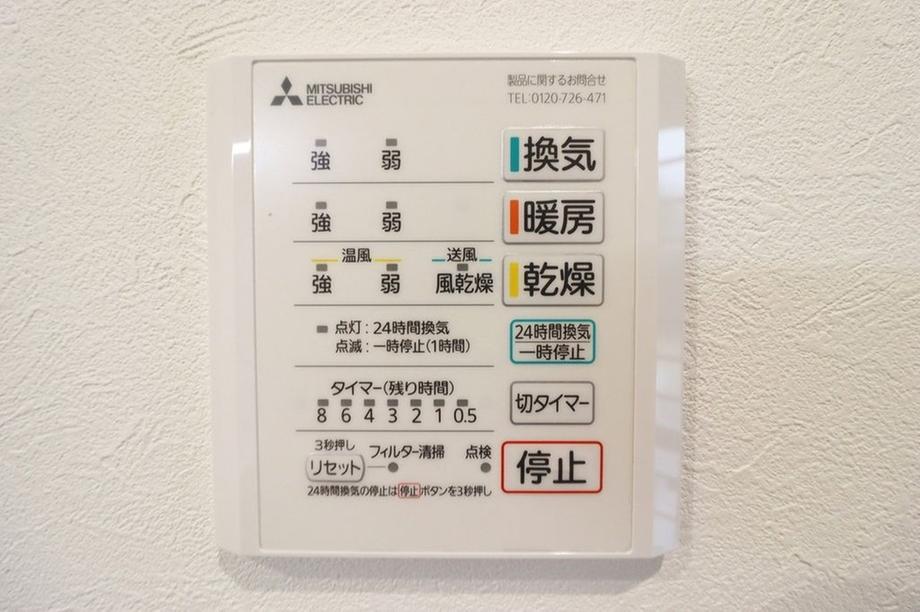 MITSUBISHI
ELECTRIC
製品に関するお問合せ
TEL:0120-726-471
強 弱 換気
強 弱 暖房
温風 送風
強 弱 風乾燥 乾燥
点灯:24時間換気
点滅:一時停止(1時間)
24時間換気
一時停止
タイマー(残り時間)
8 6 4 3 2 1 0.5
切タイマー
3秒押し
リセット フィルター清掃 点検
停止
24時間換気の停止は停止ボタンを3秒押し